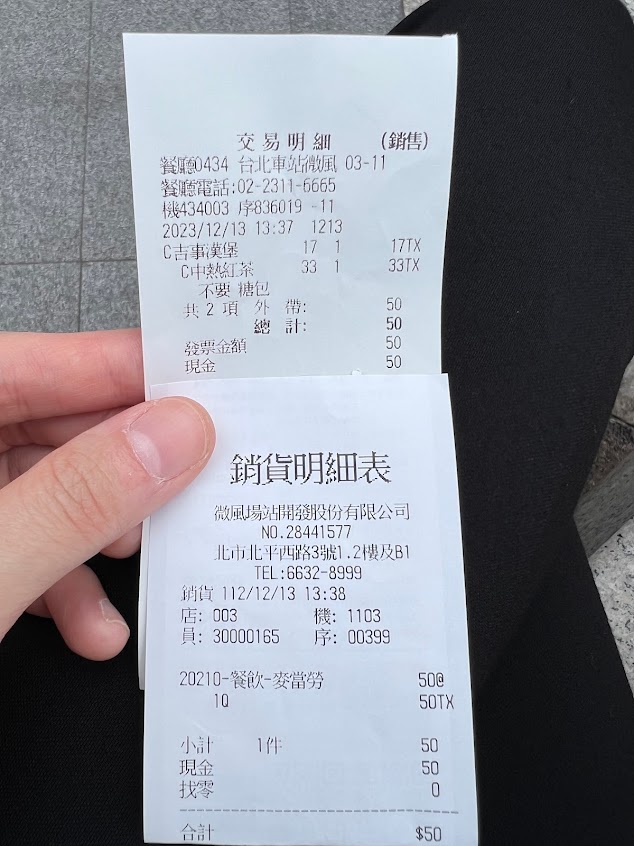 交易明細 (銷售)
餐廳0434 台北車站微風 03-11
餐廳電話:02-2311-6665
機434003 序836019 -11
2023/12/13 13:37 1213
C吉事漢堡 17 1 17TX
C中熱紅茶 33 1 33TX
不要 糖包
共 2 項 外 帶: 50
總 計: 50
發票金額 50
現金 50
銷貨明細表
微風場站開發股份有限公司
NO.28441577
北市北平西路3號1.2樓及B1
TEL:6632-8999
銷貨 112/12/13 13:38
店: 003 機: 1103
員: 30000165 序: 00399
20210-餐飲-麥當勞 50@
1Q 50TX
小計 1件 50
現金 50
找零 0
合計 $50